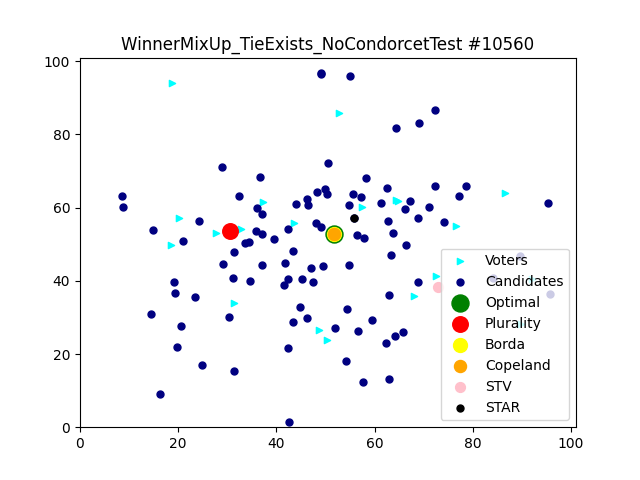 WinnerMixUp_TieExists_NoCondorcetTest #10560
100
80
60
40
20
0
0 20 40 60 80 100
Voters
Candidates
Optimal
Plurality
Borda
Copeland
STV
STAR